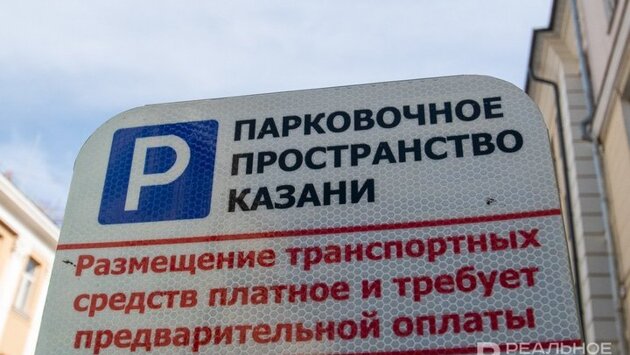 P
ПАРКОВОЧНОЕ
ПРОСТРАНСТВО
КАЗАНИ
Размещение транспортных
средств платное и требует
предварительной оплаты
РЕАЛЬНОЕ